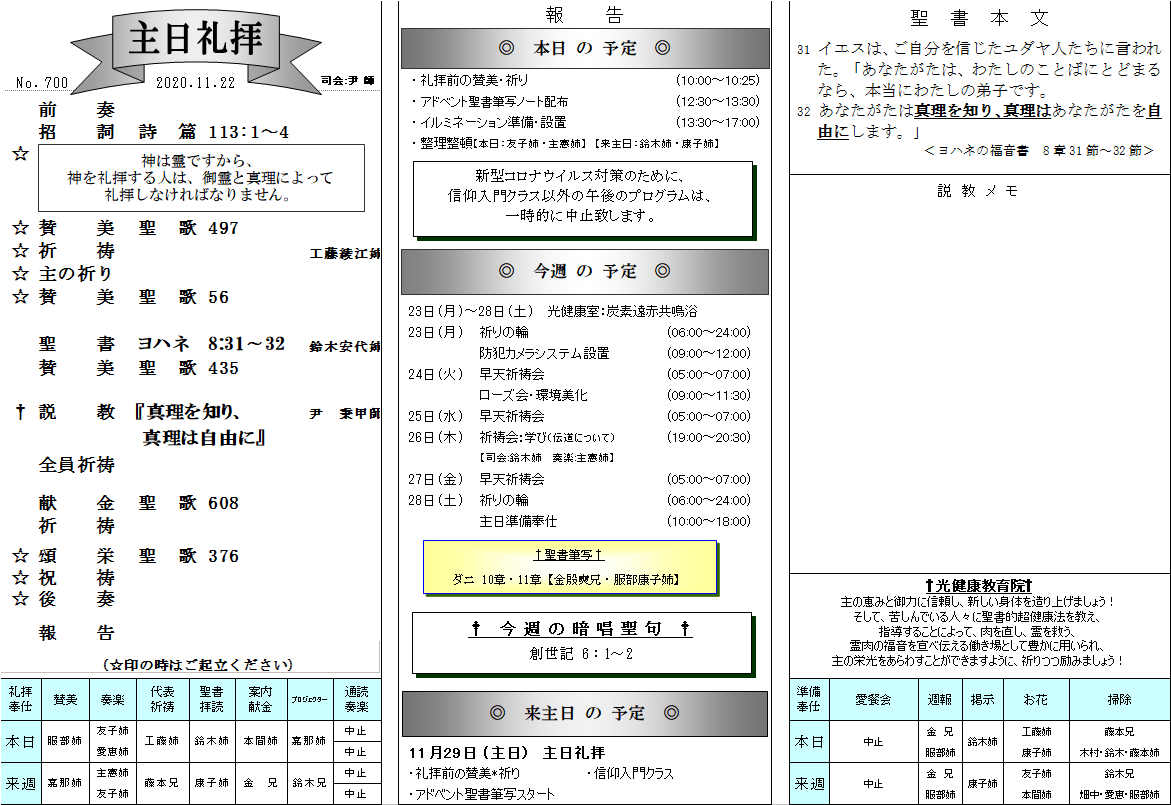 主日礼拝
No. 700
2020.11.22
司会:尹 師
前　奏
招　詞　詩　篇　113:1～4
☆
神は霊ですから、
神を礼拝する人は、御霊と真理によって
礼拝しなければなりません。
☆ 賛　美　聖　歌　497
☆ 祈　祷　工藤綾江姉
☆ 主の祈り
☆ 賛　美　聖　歌　56
聖　書　ヨハネ　8:31～32　鈴木安代姉
賛　美　聖　歌　435
† 説　教　『真理を知り、　尹　秉甲師
真理は自由に』
全員祈祷
献　金　聖　歌　608
祈　祷
☆ 頌　栄　聖　歌　376
☆ 祝　祷
☆ 後　奏
報　告
(☆印の時はご起立ください)
礼拝奉仕　賛美　奏楽　代表祈祷　聖書拝読　案内献金　プロジェクター　通読奏楽
本日　服部姉　友子姉　愛恵姉　工藤姉　鈴木姉　本間姉　嘉那姉　中止　中止
来週　嘉那姉　主憲姉　友子姉　藤本兄　康子姉　金　兄　鈴木兄　中止　中止
報　告
◎　本日 の 予定　◎
・礼拝前の賛美・祈り　(10:00～10:25)
・アドベント聖書筆写ノート配布　(12:30～13:30)
・イルミネーション準備・設置　(13:30～17:00)
・整理整頓【本日：友子姉・主憲姉】【来主日：鈴木姉・康子姉】
新型コロナウイルス対策のために、
信仰入門クラス以外の午後のプログラムは、
一時的に中止致します。
◎　今週 の 予定　◎
23日(月)～28日(土)　光健康室：炭素遠赤共鳴浴
23日(月)　祈りの輪　(06:00～24:00)
防犯カメラシステム設置　(09:00～12:00)
24日(火)　早天祈祷会　(05:00～07:00)
ローズ会・環境美化　(09:00～11:30)
25日(水)　早天祈祷会　(05:00～07:00)
26日(木)　祈祷会：学び(伝道について)　(19:00～20:30)
【司会:鈴木姉　奏楽:主憲姉】
27日(金)　早天祈祷会　(05:00～07:00)
28日(土)　祈りの輪　(06:00～24:00)
主日準備奉仕　(10:00～18:00)
†聖書筆写†
ダニ 10章・11章【金殷奭兄・服部康子姉】
† 今 週 の 暗 唱 聖 句 †
創世記 6：1～2
◎　来主日 の 予定　◎
11月29日(主日)　主日礼拝
・礼拝前の賛美*祈り　・信仰入門クラス
・アドベント聖書筆写スタート
聖 書 本 文
31 イエスは、ご自分を信じたユダヤ人たちに言われ
た。「あなたがたは、わたしのことばにとどまる
なら、本当にわたしの弟子です。
32 あなたがたは真理を知り、真理はあなたがたを自
由にします。」
＜ヨハネの福音書　8章31節～32節＞
説 教 メ モ
†光健康教育院†
主の恵みと御力に信頼し、新しい身体を造り上げましょう！
そして、苦しんでいる人々に聖書的超健康法を教え、
指導することによって、肉を直し、霊を救う、
霊肉の福音を宣べ伝える働き場として豊かに用いられ、
主の栄光をあらわすことができますように、祈りつつ励みましょう！
準備奉仕　愛餐会　週報　掲示　お花　掃除
本日　中止　金　兄　服部姉　鈴木姉　工藤姉　康子姉　藤本兄　木村・鈴木・藤本姉
来週　中止　金　兄　服部姉　康子姉　友子姉　本間姉　鈴木兄　畑中・愛恵・服部姉